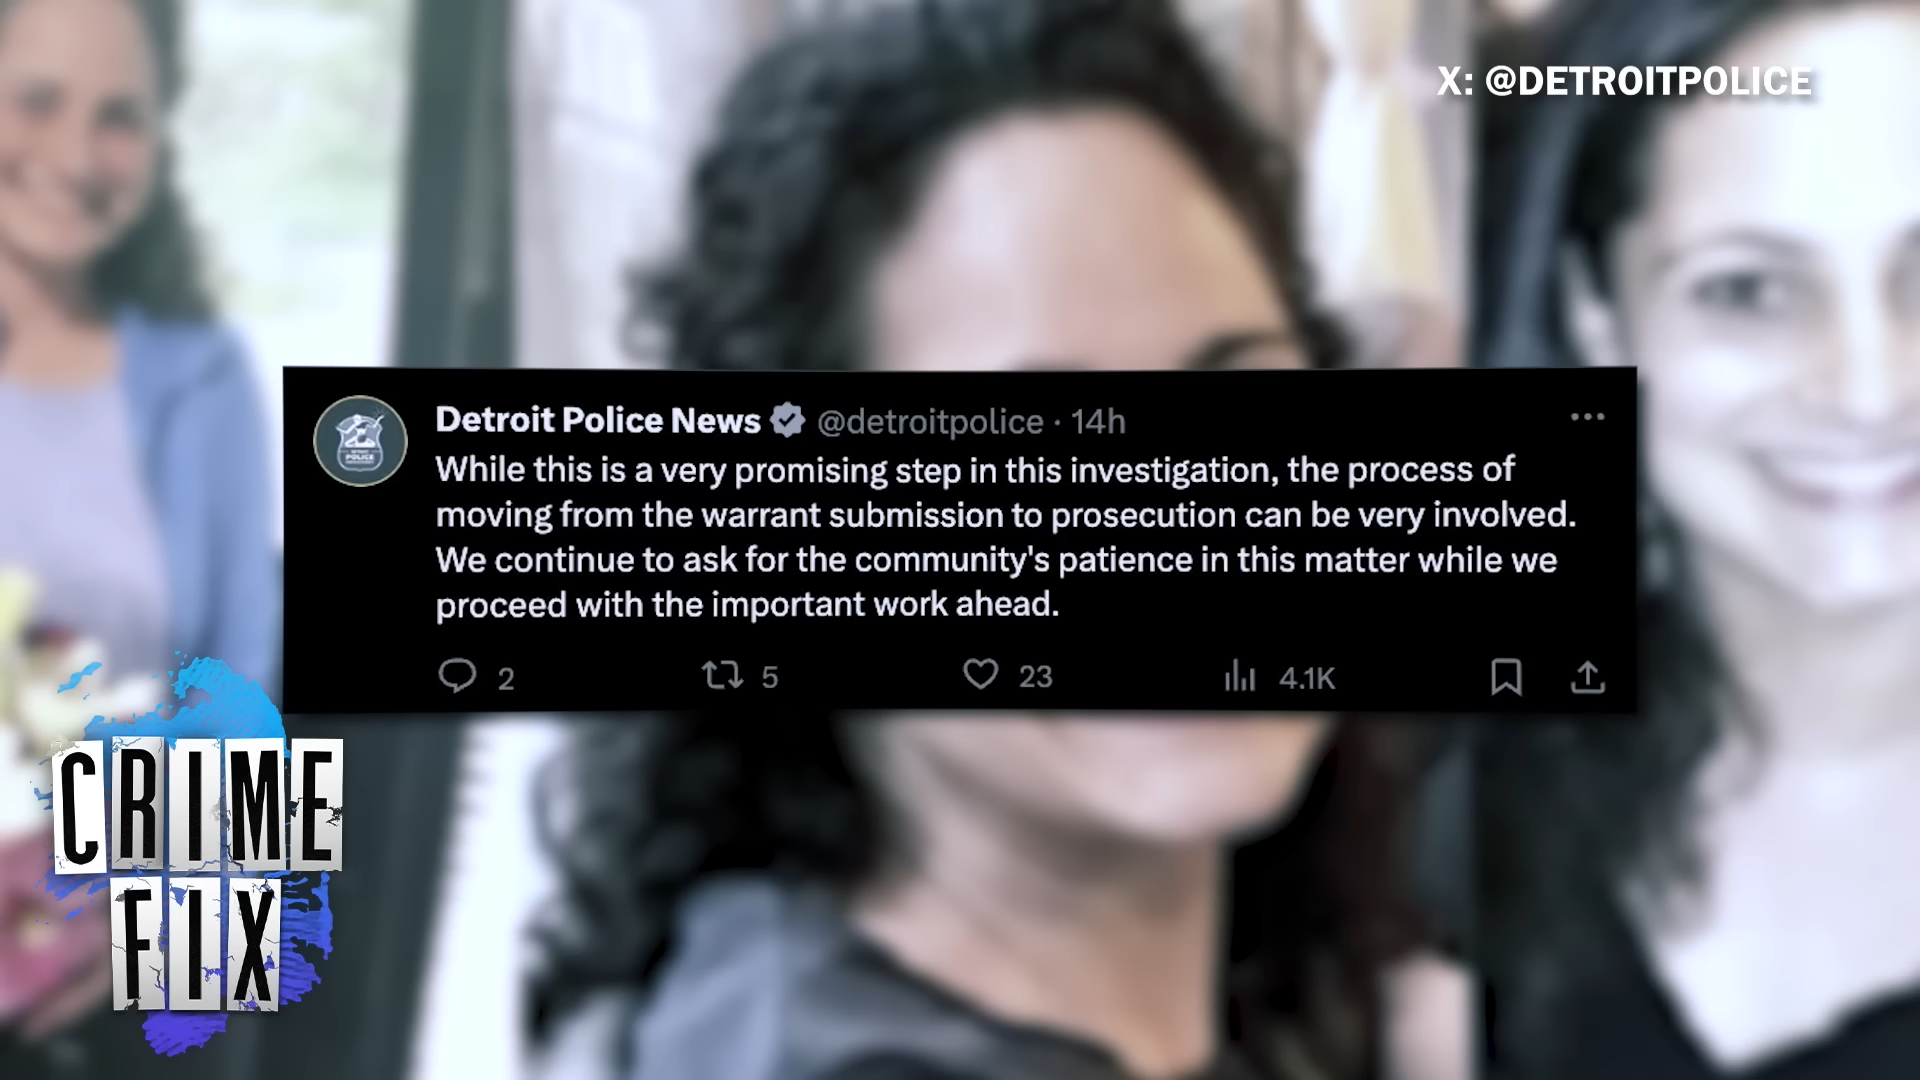 X: @DETROITPOLICE
Detroit Police News @detroitpolice · 14h
While this is a very promising step in this investigation, the process of
moving from the warrant submission to prosecution can be very involved.
We continue to ask for the community's patience in this matter while we
proceed with the important work ahead.
2 5 23 4.1K
CRIME
FIX